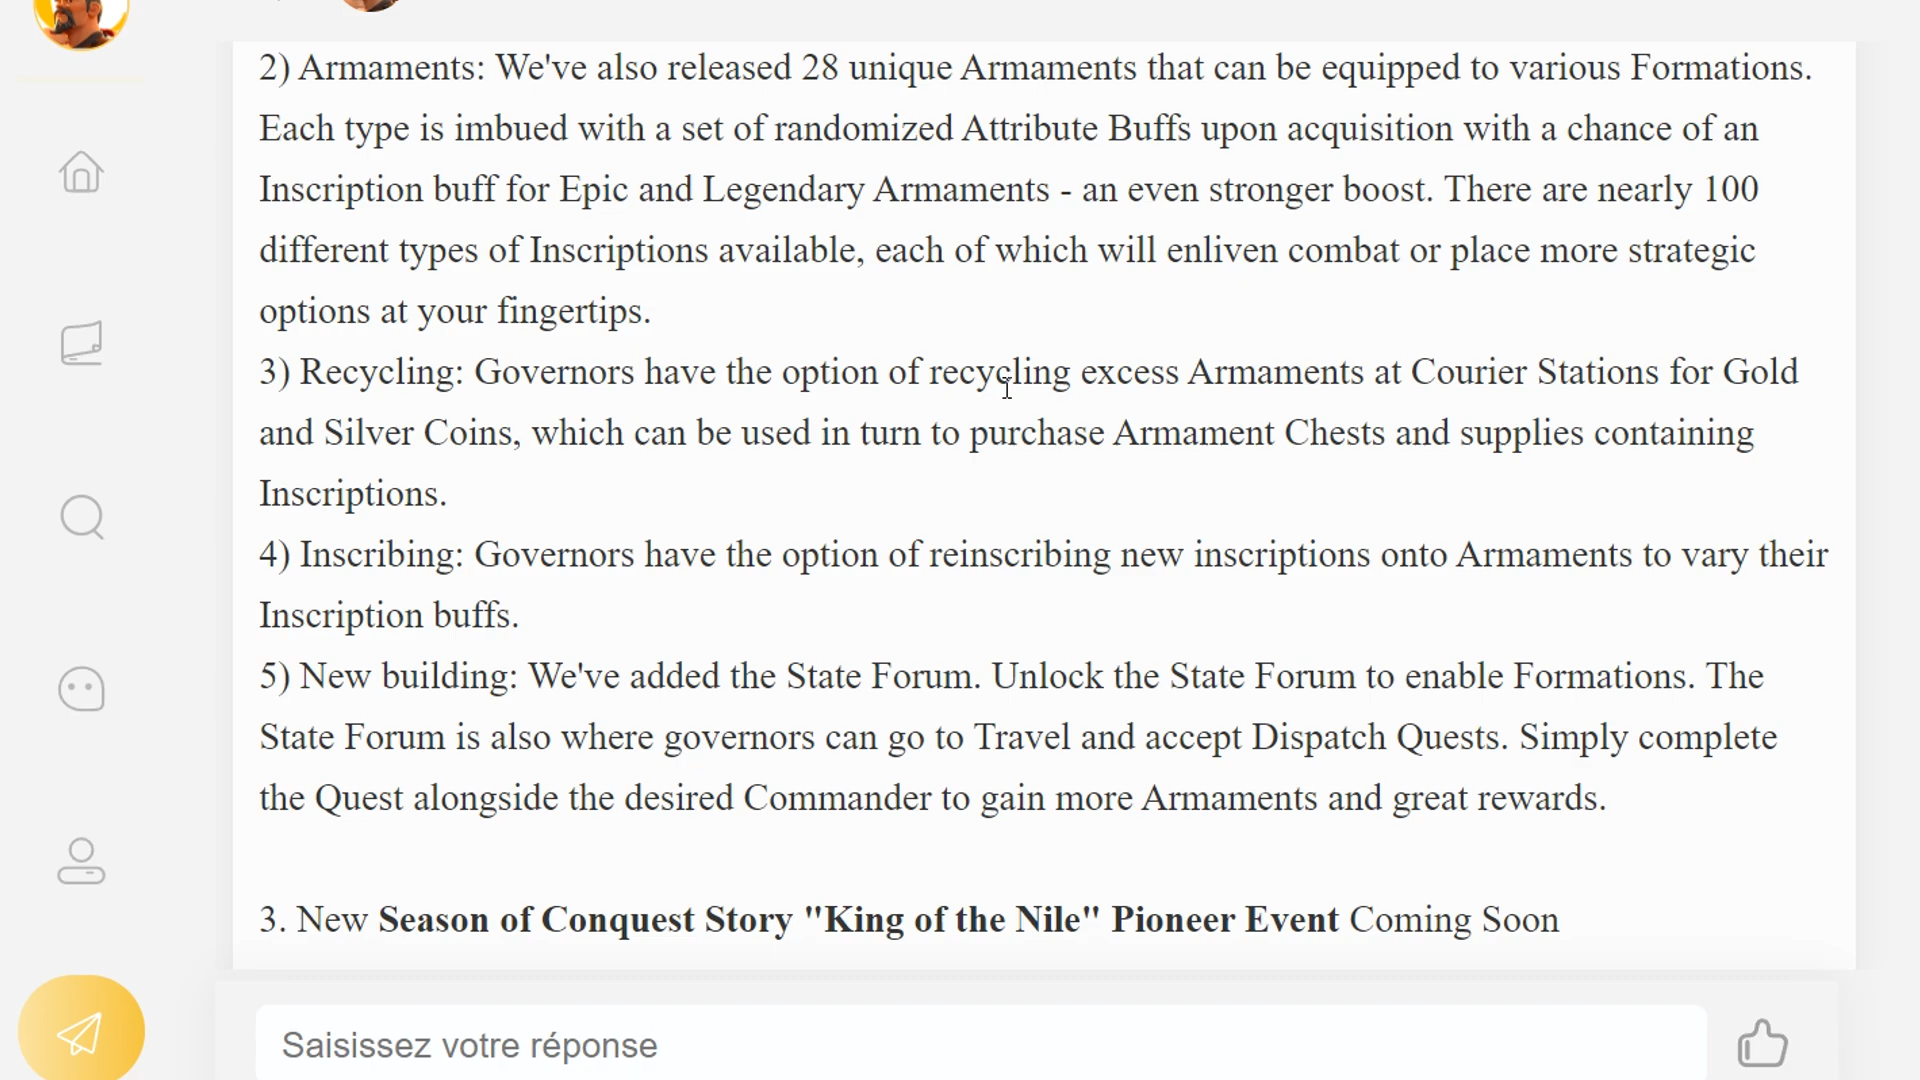 2) Armaments: We've also released 28 unique Armaments that can be equipped to various Formations.
Each type is imbued with a set of randomized Attribute Buffs upon acquisition with a chance of an
Inscription buff for Epic and Legendary Armaments - an even stronger boost. There are nearly 100
different types of Inscriptions available, each of which will enliven combat or place more strategic
options at your fingertips.
3) Recycling: Governors have the option of recycling excess Armaments at Courier Stations for Gold
and Silver Coins, which can be used in turn to purchase Armament Chests and supplies containing
Inscriptions.
4) Inscribing: Governors have the option of reinscribing new inscriptions onto Armaments to vary their
Inscription buffs.
5) New building: We've added the State Forum. Unlock the State Forum to enable Formations. The
State Forum is also where governors can go to Travel and accept Dispatch Quests. Simply complete
the Quest alongside the desired Commander to gain more Armaments and great rewards.
3. New Season of Conquest Story "King of the Nile" Pioneer Event Coming Soon
Saisissez votre réponse